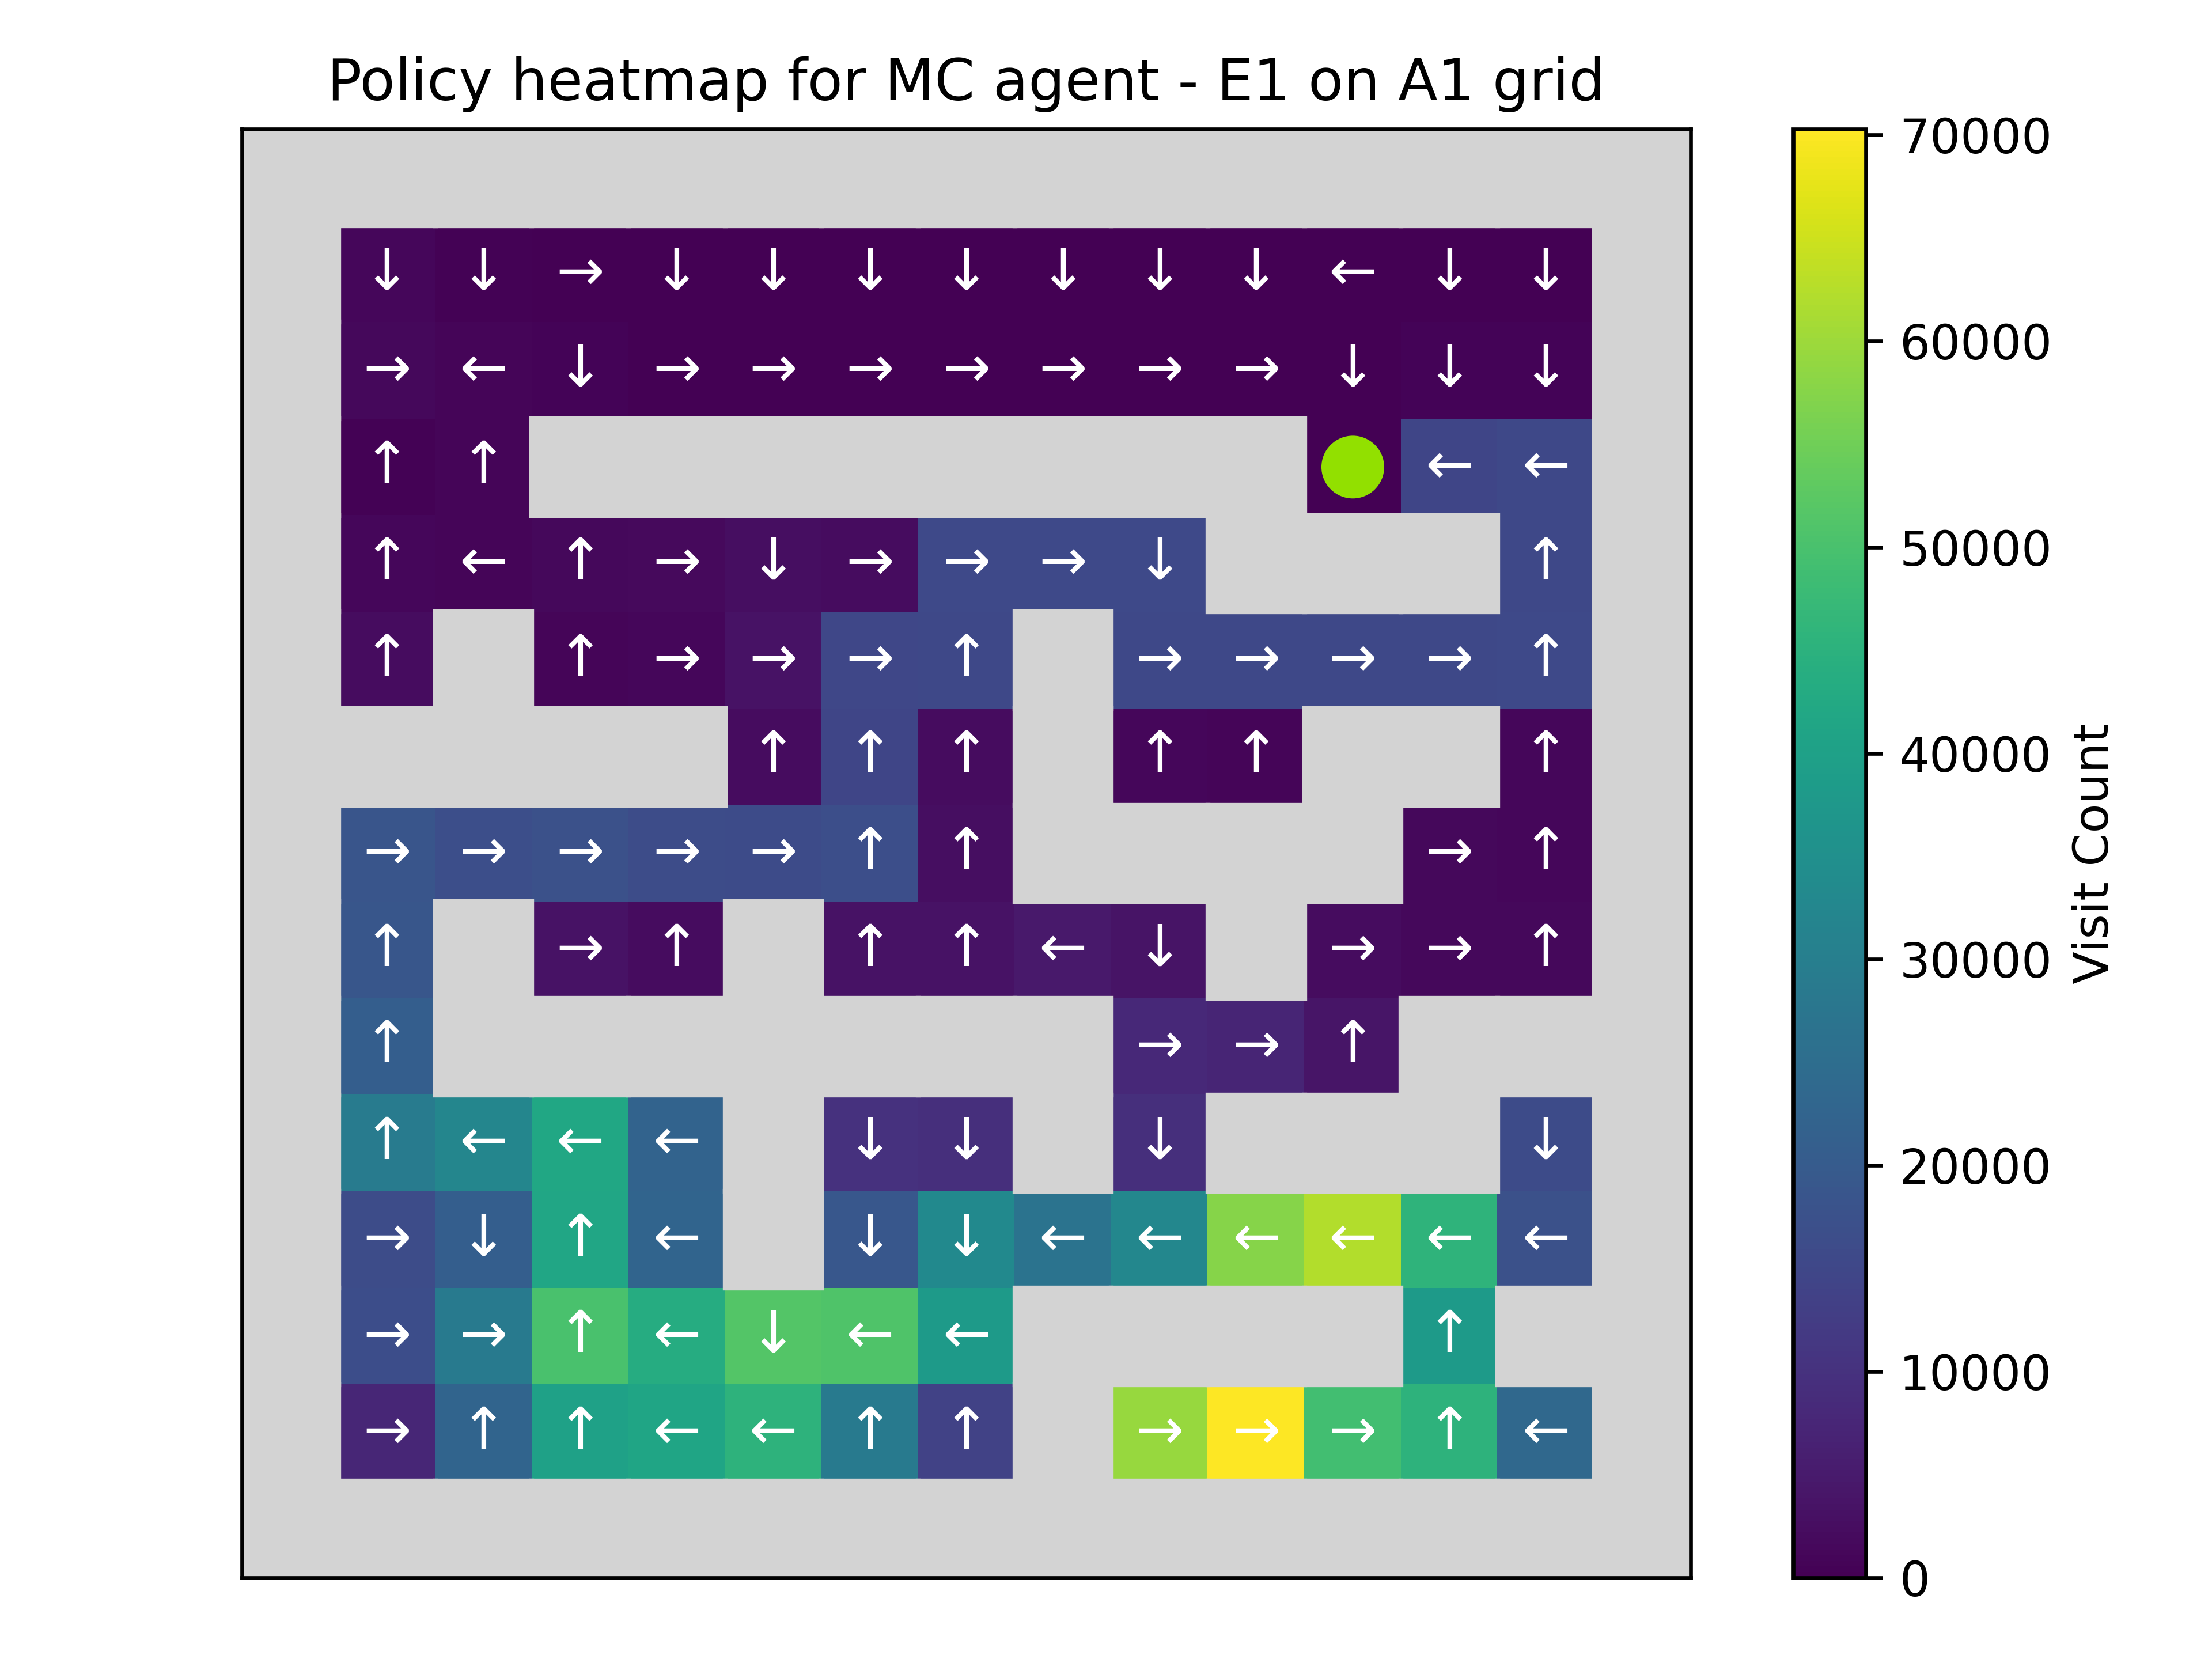 Policy heatmap for MC agent - E1 on A1 grid
↓ ↓ → ↓ ↓ ↓ ↓ ↓ ↓ ↓ ← ↓ ↓
→ ← ↓ → → → → → → → ↓ ↓ ↓
↑ ↑ ← ←
↑ ← ↑ → ↓ → → → ↓ ↑
↑ ↑ → → → ↑ → → → → ↑
↑ ↑ ↑ ↑ ↑ ↑
→ → → → → ↑ ↑ → ↑
↑ → ↑ ↑ ↑ ← ↓ → → ↑
↑ → → ↑
↑ ← ← ← ↓ ↓ ↓ ↓
→ ↓ ↑ ← ↓ ↓ ← ← ← ← ← ←
→ → ↑ ← ↓ ← ← ↑
→ ↑ ↑ ← ← ↑ ↑ → → → ↑ ←
70000
60000
50000
40000
30000
20000
10000
0
Visit Count